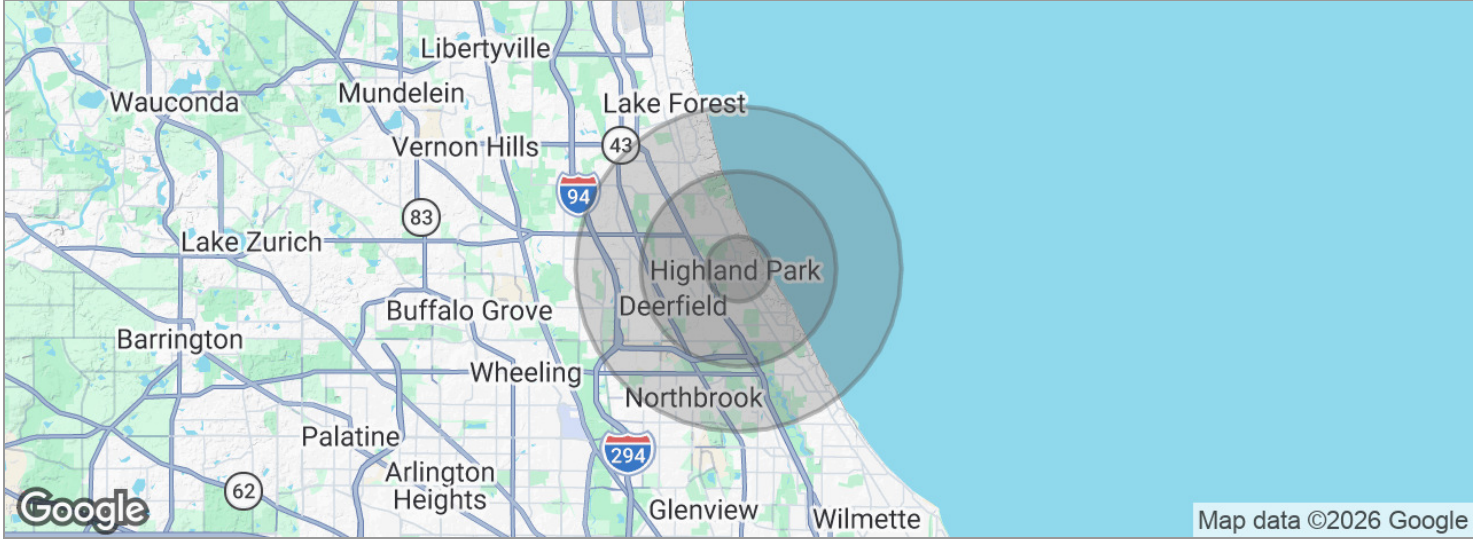 Libertyville
Wauconda
Mundelein
Lake Forest
Vernon Hills
43
94
83
Lake Zurich
Highland Park
Deerfield
Buffalo Grove
Barrington
Wheeling
Northbrook
Palatine
294
Arlington
Heights
62
Glenview
Wilmette
Google
Map data ©2026 Google